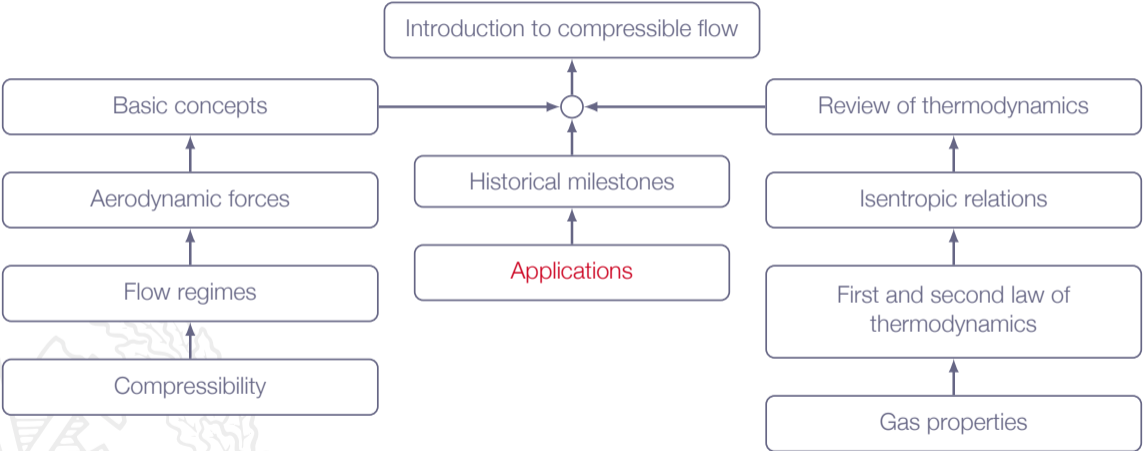 Introduction to compressible flow
Basic concepts
Review of thermodynamics
Historical milestones
Aerodynamic forces
Isentropic relations
Applications
Flow regimes
First and second law of
thermodynamics
Compressibility
Gas properties